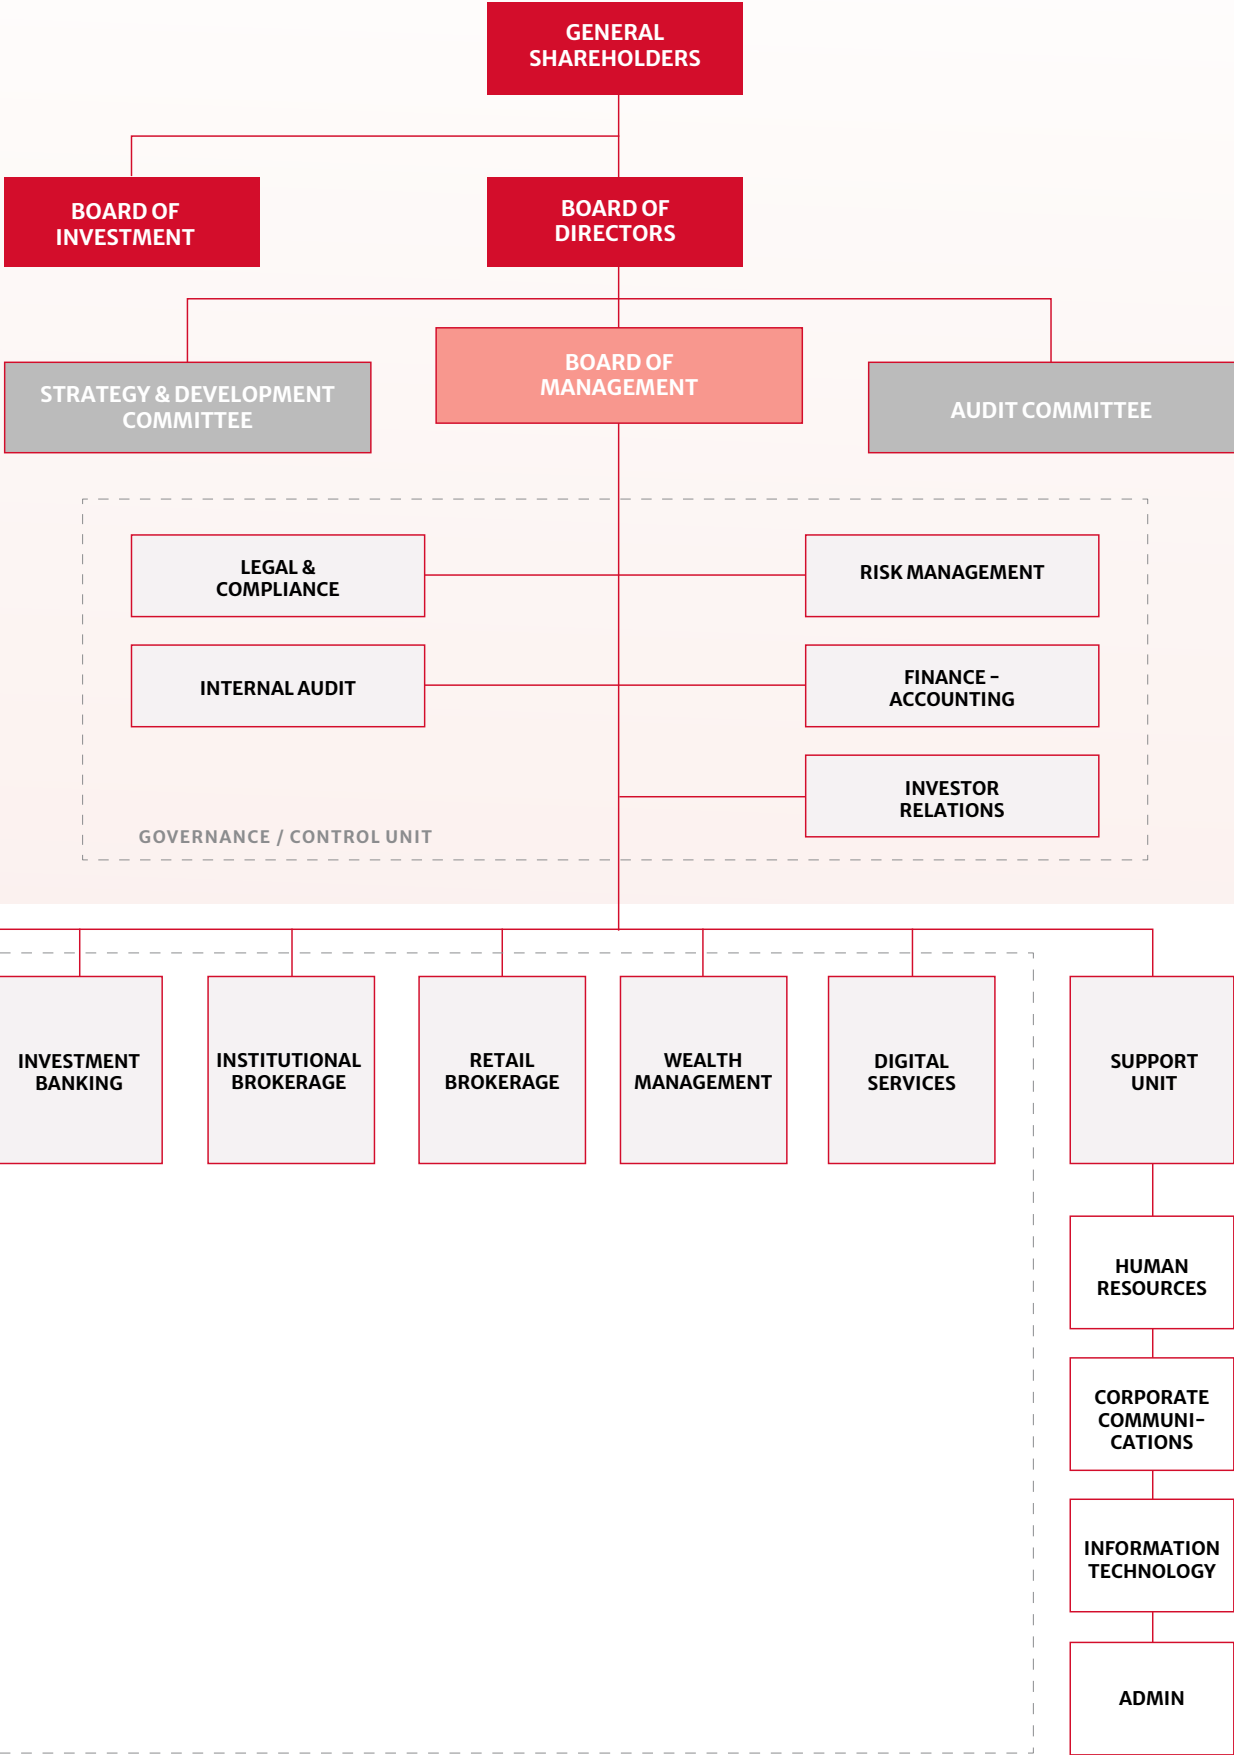 GENERAL
SHAREHOLDERS
BOARD OF
INVESTMENT
BOARD OF
DIRECTORS
STRATEGY & DEVELOPMENT
COMMITTEE
BOARD OF
MANAGEMENT
AUDIT COMMITTEE
LEGAL &
COMPLIANCE
RISK MANAGEMENT
INTERNAL AUDIT
FINANCE -
ACCOUNTING
INVESTOR
RELATIONS
GOVERNANCE / CONTROL UNIT
INVESTMENT
BANKING
INSTITUTIONAL
BROKERAGE
RETAIL
BROKERAGE
WEALTH
MANAGEMENT
DIGITAL
SERVICES
SUPPORT
UNIT
HUMAN
RESOURCES
CORPORATE
COMMUNI-
CATIONS
INFORMATION
TECHNOLOGY
ADMIN